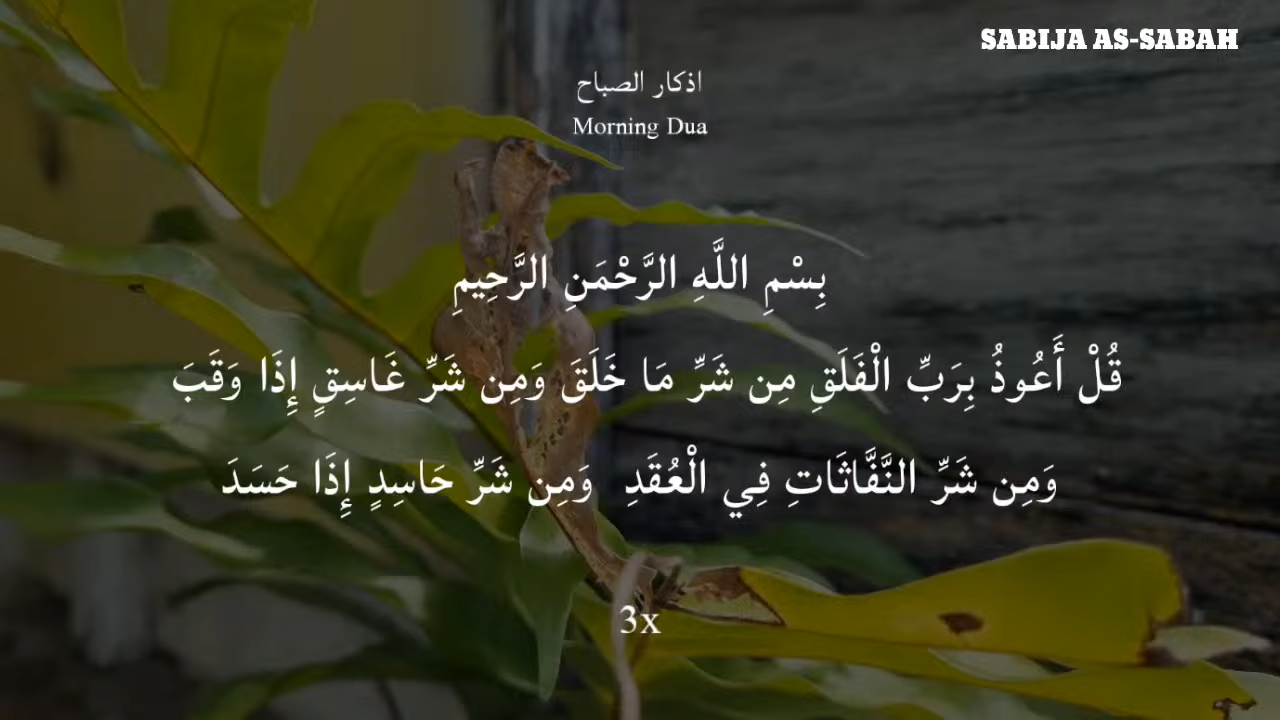 SABIJA AS-SABAH
اذكار الصباح
Morning Dua
بِسْمِ اللَّهِ الرَّحْمَنِ الرَّحِيمِ
قُلْ أَعُوذُ بِرَبِّ الْفَلَقِ مِن شَرِّ مَا خَلَقَ وَمِن شَرِّ غَاسِقٍ إِذَا وَقَبَ
وَمِن شَرِّ النَّفَّاثَاتِ فِي الْعُقَدِ وَمِن شَرِّ حَاسِدٍ إِذَا حَسَدَ
3x